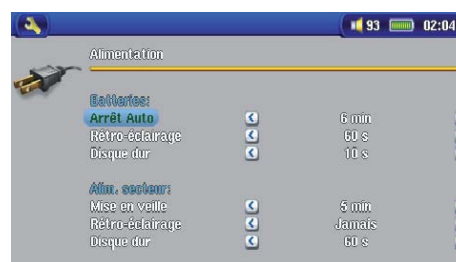 93 02:04
Alimentation
Batteries:
Arrêt Auto 6 min
Rétro-éclairage 60 s
Disque dur 10 s
Alim. secteur:
Mise en veille 5 min
Rétro-éclairage Jamais
Disque dur 60 s